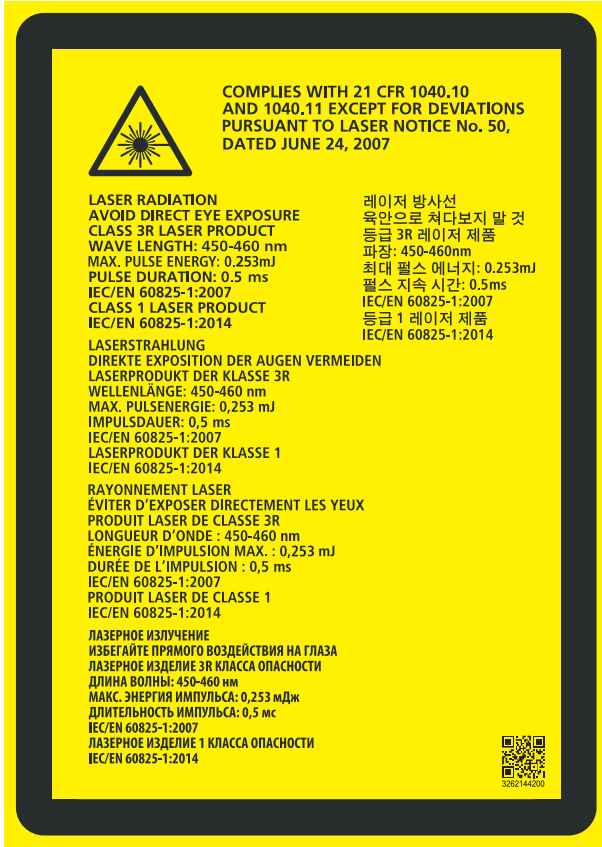 COMPLIES WITH 21 CFR 1040.10
AND 1040.11 EXCEPT FOR DEVIATIONS
PURSUANT TO LASER NOTICE No. 50,
DATED JUNE 24, 2007
LASER RADIATION
AVOID DIRECT EYE EXPOSURE
CLASS 3R LASER PRODUCT
WAVE LENGTH: 450-460 nm
MAX. PULSE ENERGY: 0.253mJ
PULSE DURATION: 0.5 ms
IEC/EN 60825-1:2007
CLASS 1 LASER PRODUCT
IEC/EN 60825-1:2014
레이저 방사선
육안으로 쳐다보지 말 것
등급 3R 레이저 제품
파장: 450-460nm
최대 펄스 에너지: 0.253mJ
펄스 지속 시간: 0.5ms
IEC/EN 60825-1:2007
등급 1 레이저 제품
IEC/EN 60825-1:2014
LASERSTRAHLUNG
DIREKTE EXPOSITION DER AUGEN VERMEIDEN
LASERPRODUKT DER KLASSE 3R
WELLENLÄNGE: 450-460 nm
MAX. PULSENERGIE: 0,253 mJ
IMPULSDAUER: 0,5 ms
IEC/EN 60825-1:2007
LASERPRODUKT DER KLASSE 1
IEC/EN 60825-1:2014
RAYONNEMENT LASER
ÉVITER D’EXPOSER DIRECTEMENT LES YEUX
PRODUIT LASER DE CLASSE 3R
LONGUEUR D’ONDE : 450-460 nm
ÉNERGIE D’IMPULSION MAX. : 0,253 mJ
DURÉE DE L’IMPULSION : 0,5 ms
IEC/EN 60825-1:2007
PRODUIT LASER DE CLASSE 1
IEC/EN 60825-1:2014
ЛАЗЕРНОЕ ИЗЛУЧЕНИЕ
ИЗБЕГАЙТЕ ПРЯМОГО ВОЗДЕЙСТВИЯ НА ГЛАЗА
ЛАЗЕРНОЕ ИЗДЕЛИЕ 3R КЛАССА ОПАСНОСТИ
ДЛИНА ВОЛНЫ: 450-460 нм
МАКС. ЭНЕРГИЯ ИМПУЛЬСА: 0,253 мДж
ДЛИТЕЛЬНОСТЬ ИМПУЛЬСА: 0,5 мс
IEC/EN 60825-1:2007
ЛАЗЕРНОЕ ИЗДЕЛИЕ 1 КЛАССА ОПАСНОСТИ
IEC/EN 60825-1:2014
3262144200